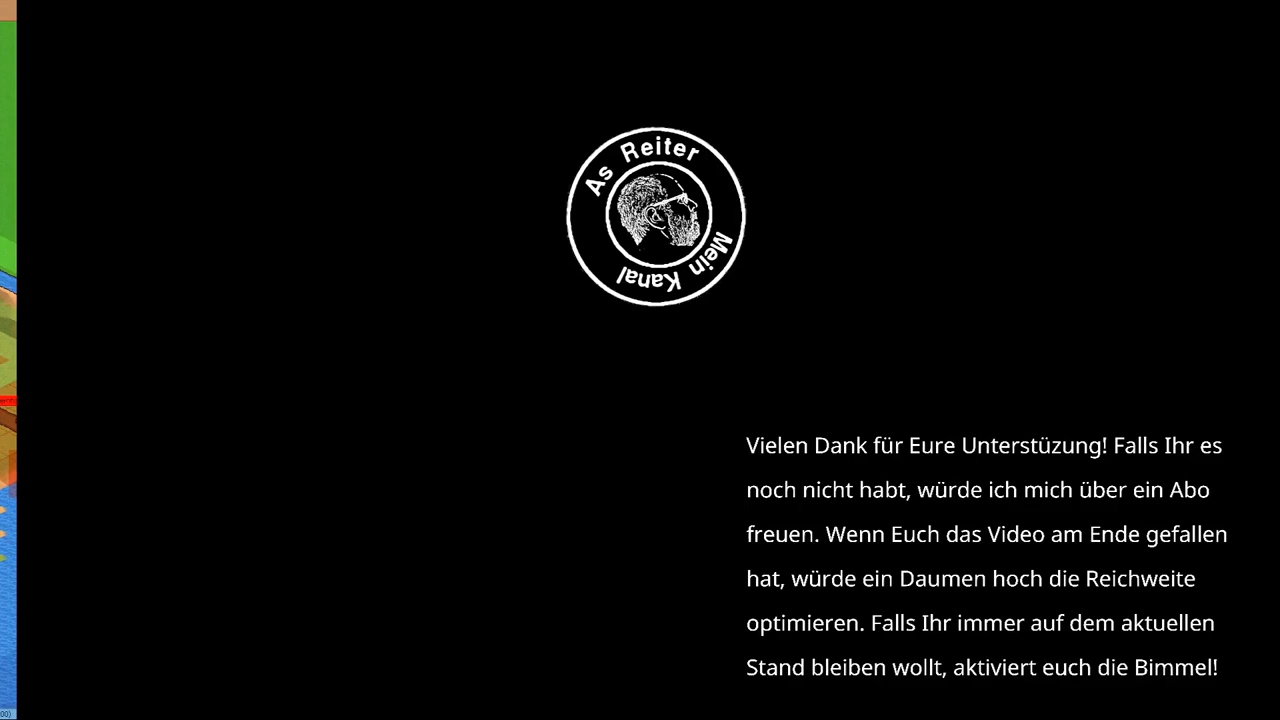 As Reiter
Mein Kanal
Vielen Dank für Eure Unterstüzung! Falls Ihr es
noch nicht habt, würde ich mich über ein Abo
freuen. Wenn Euch das Video am Ende gefallen
hat, würde ein Daumen hoch die Reichweite
optimieren. Falls Ihr immer auf dem aktuellen
Stand bleiben wollt, aktiviert euch die Bimmel!